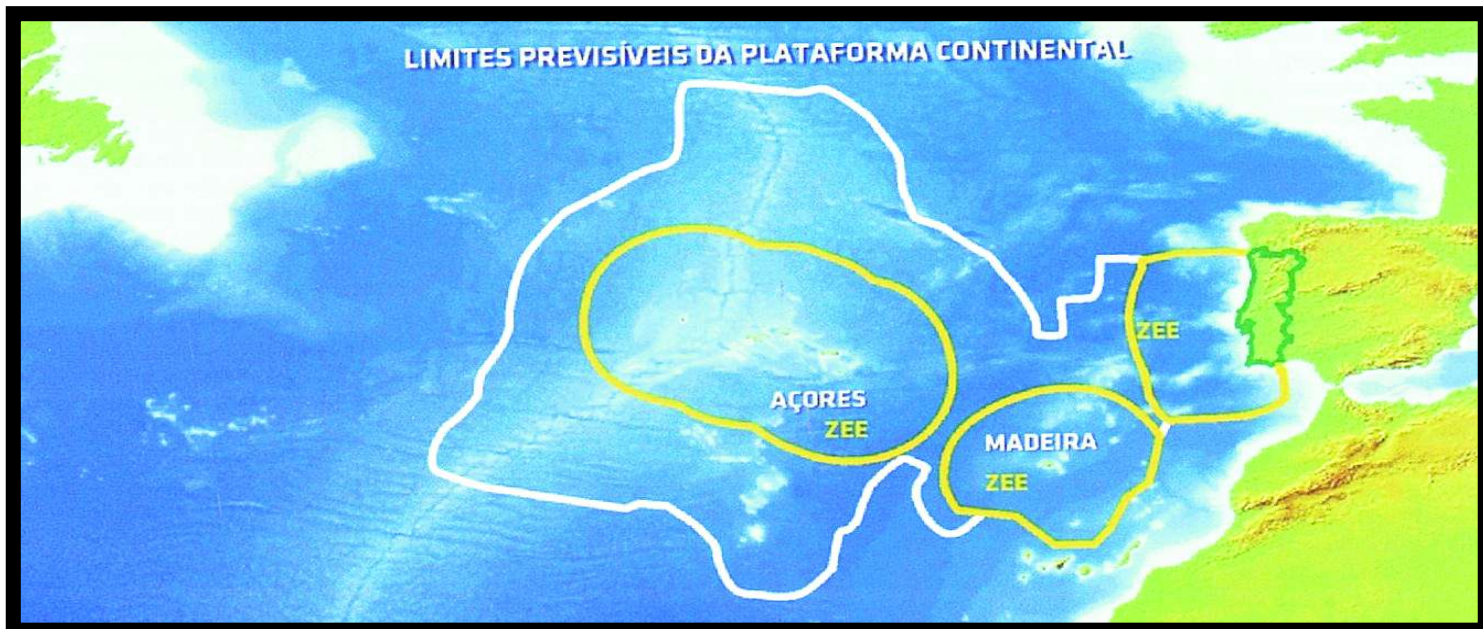 LIMITES PREVISÍVEIS DA PLATAFORMA CONTINENTAL
ZEE
AÇORES
ZEE
MADEIRA
ZEE